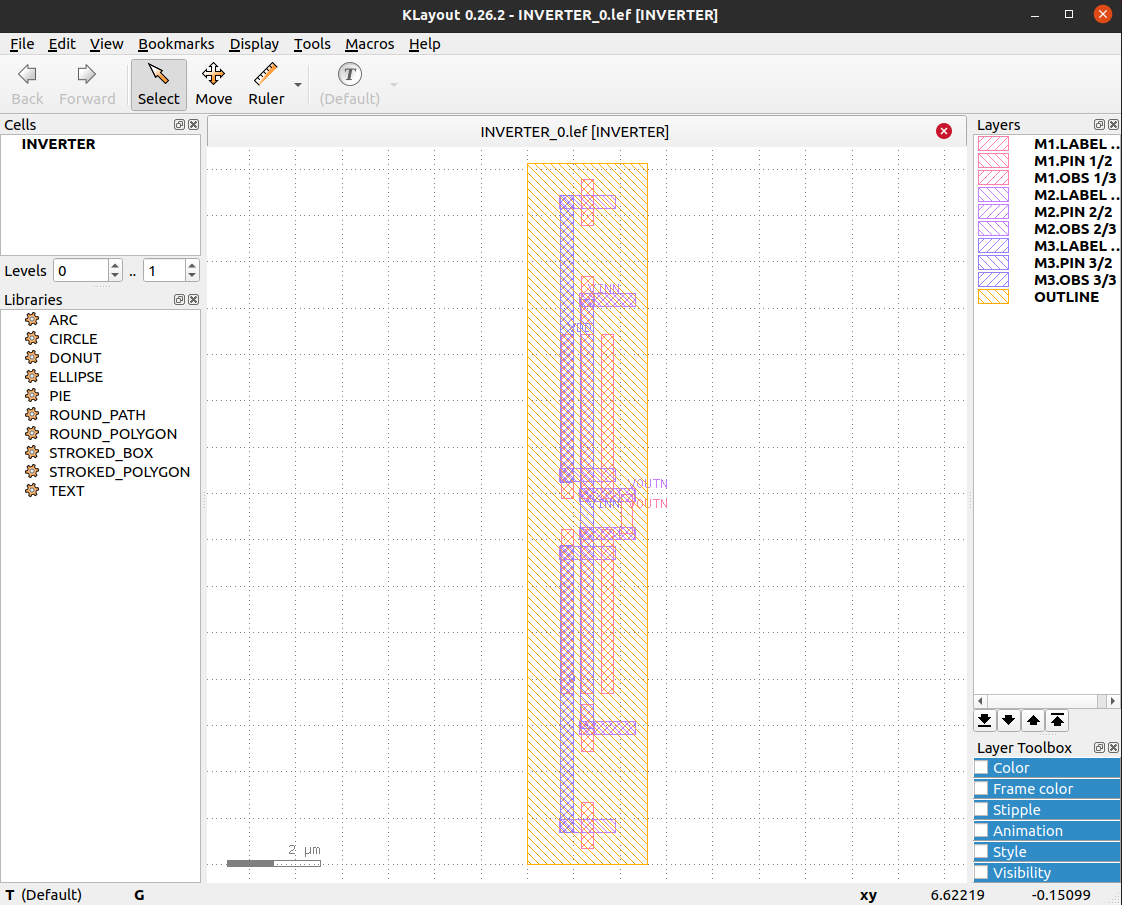 KLayout 0.26.2 - INVERTER_0.lef [INVERTER]
File Edit View Bookmarks Display Tools Macros Help
Back Forward Select Move Ruler T (Default)
Cells
INVERTER
Levels 0 .. 1
Libraries
ARC
CIRCLE
DONUT
ELLIPSE
PIE
ROUND_PATH
ROUND_POLYGON
STROKED_BOX
STROKED_POLYGON
TEXT
INVERTER_0.lef [INVERTER]
VINN
VDD
VOUTN
VINN VOUTN
2 μm
Layers
M1.LABEL ..
M1.PIN 1/2
M1.OBS 1/3
M2.LABEL ..
M2.PIN 2/2
M2.OBS 2/3
M3.LABEL ..
M3.PIN 3/2
M3.OBS 3/3
OUTLINE
Layer Toolbox
Color
Frame color
Stipple
Animation
Style
Visibility
T (Default) G xy 6.62219 -0.15099